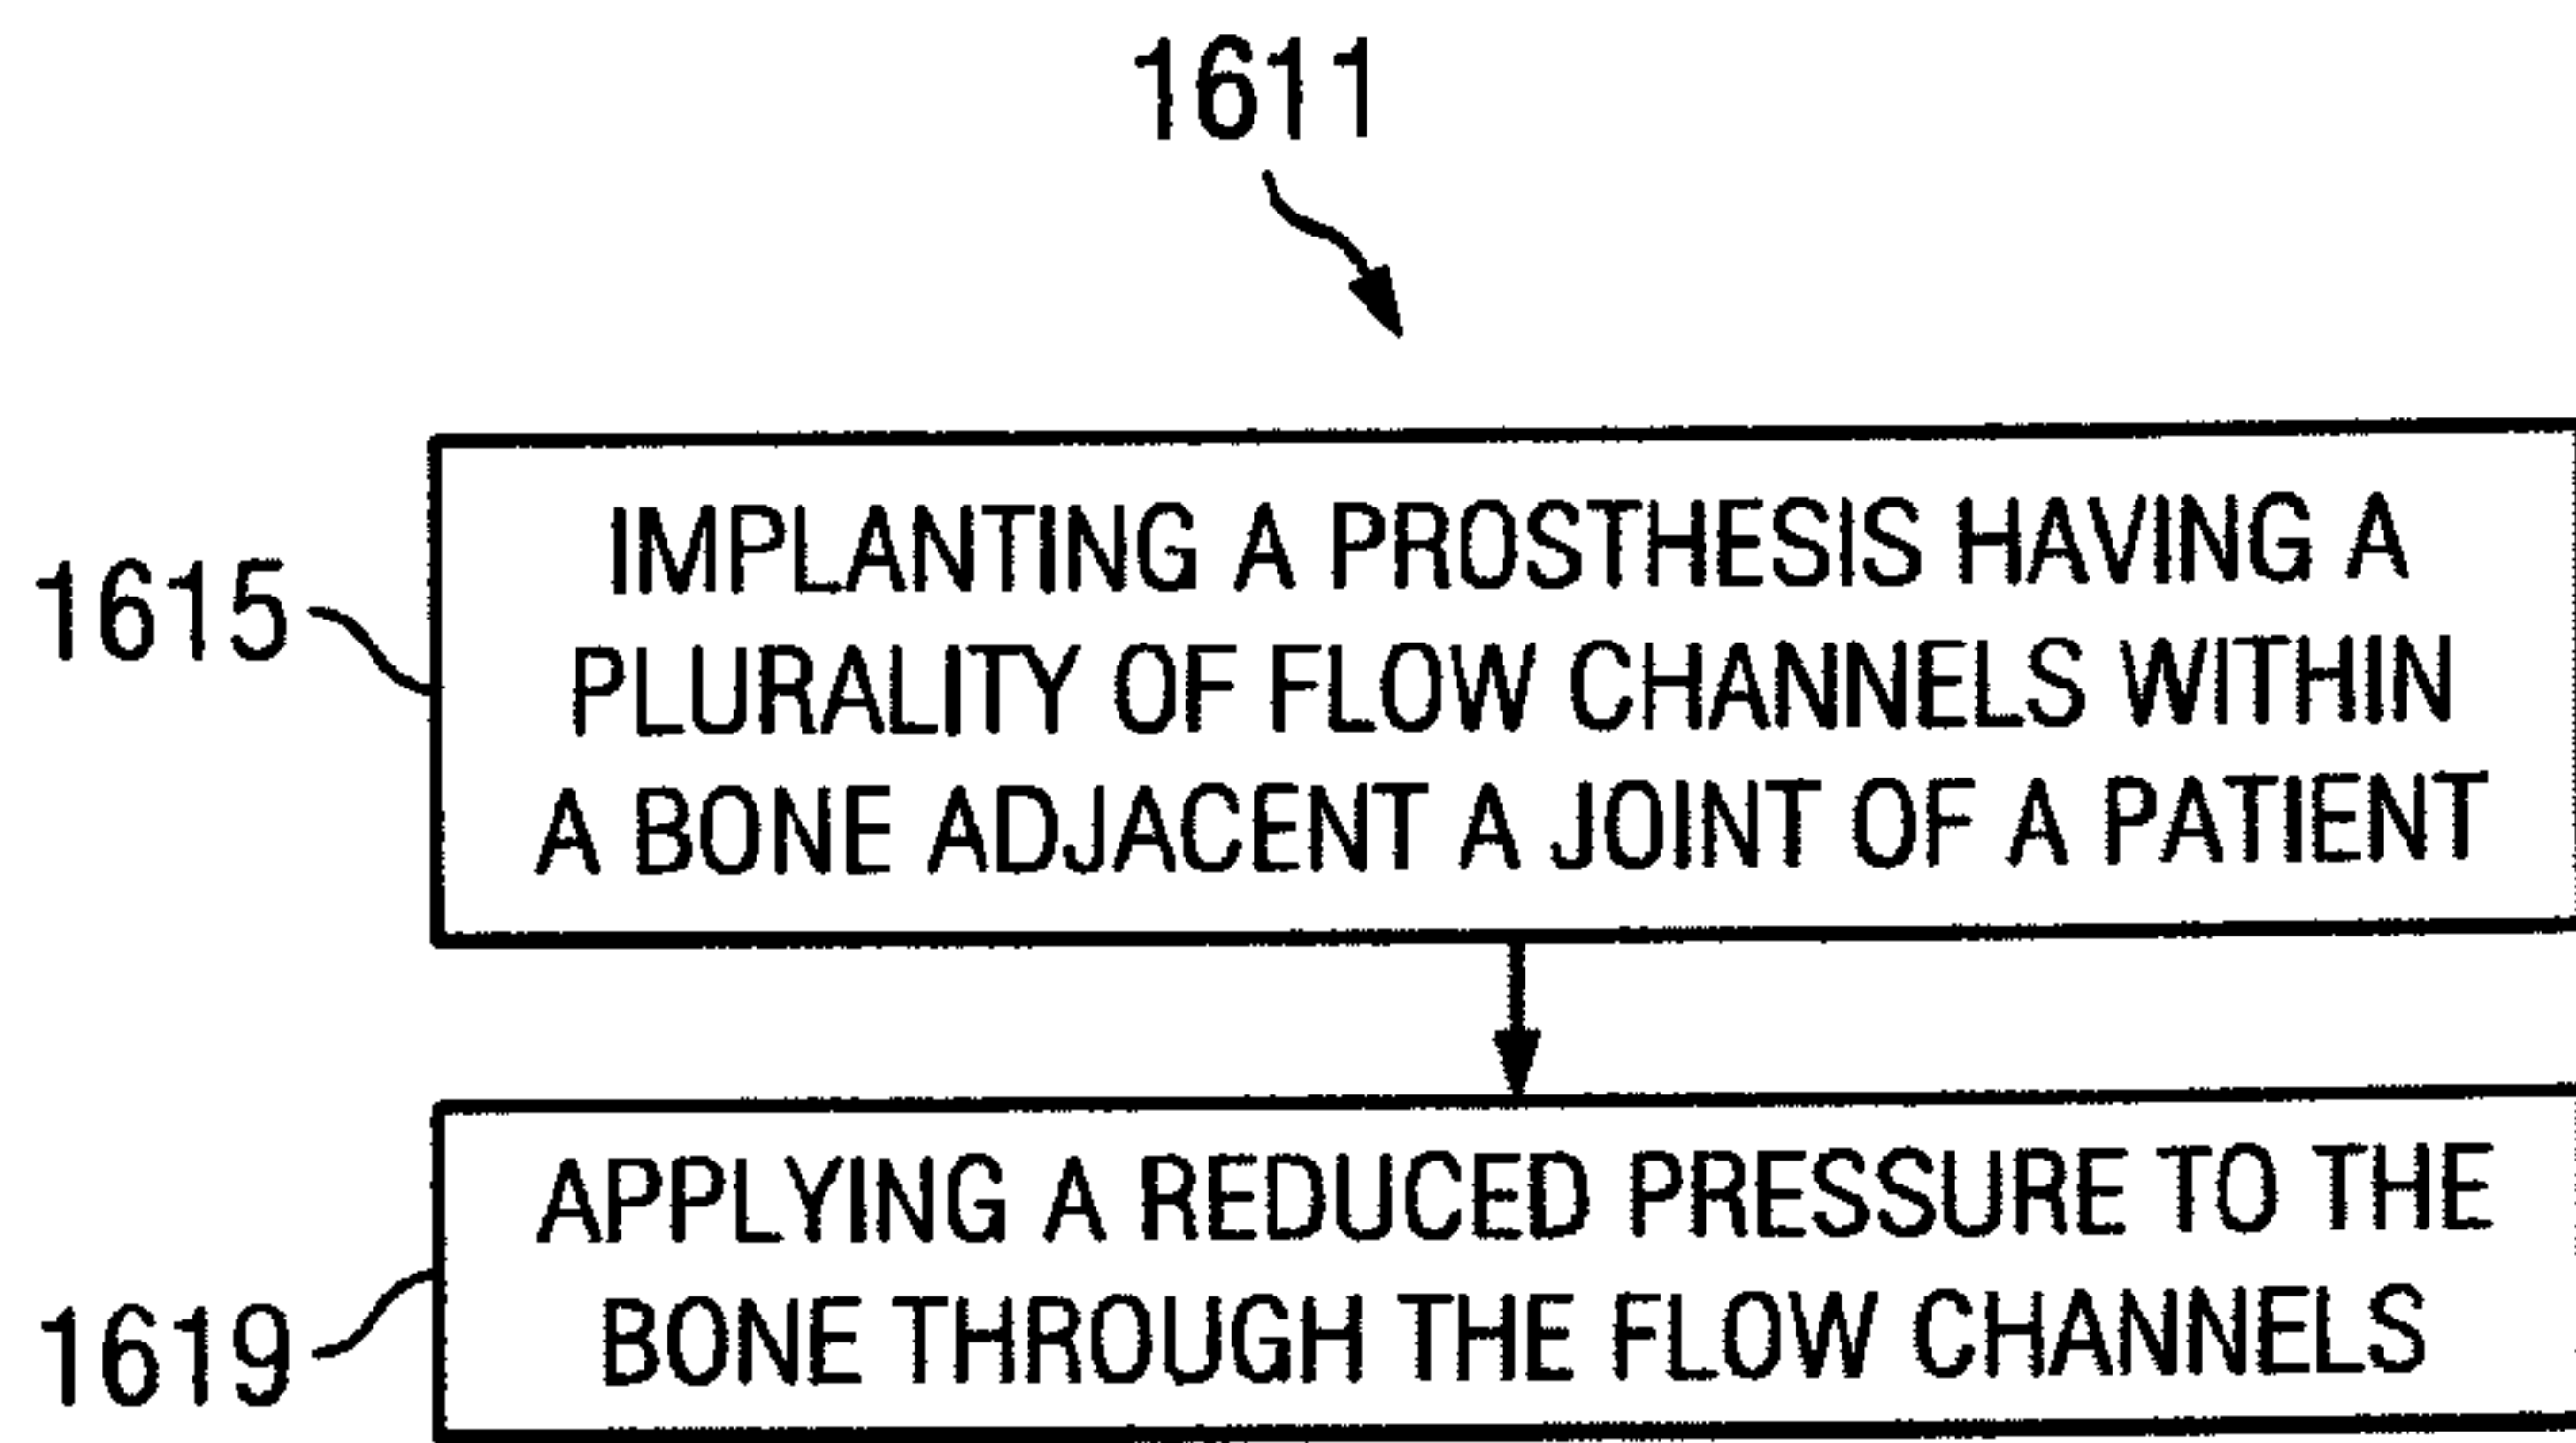 1611
1615
IMPLANTING A PROSTHESIS HAVING A
PLURALITY OF FLOW CHANNELS WITHIN
A BONE ADJACENT A JOINT OF A PATIENT
1619
APPLYING A REDUCED PRESSURE TO THE
BONE THROUGH THE FLOW CHANNELS